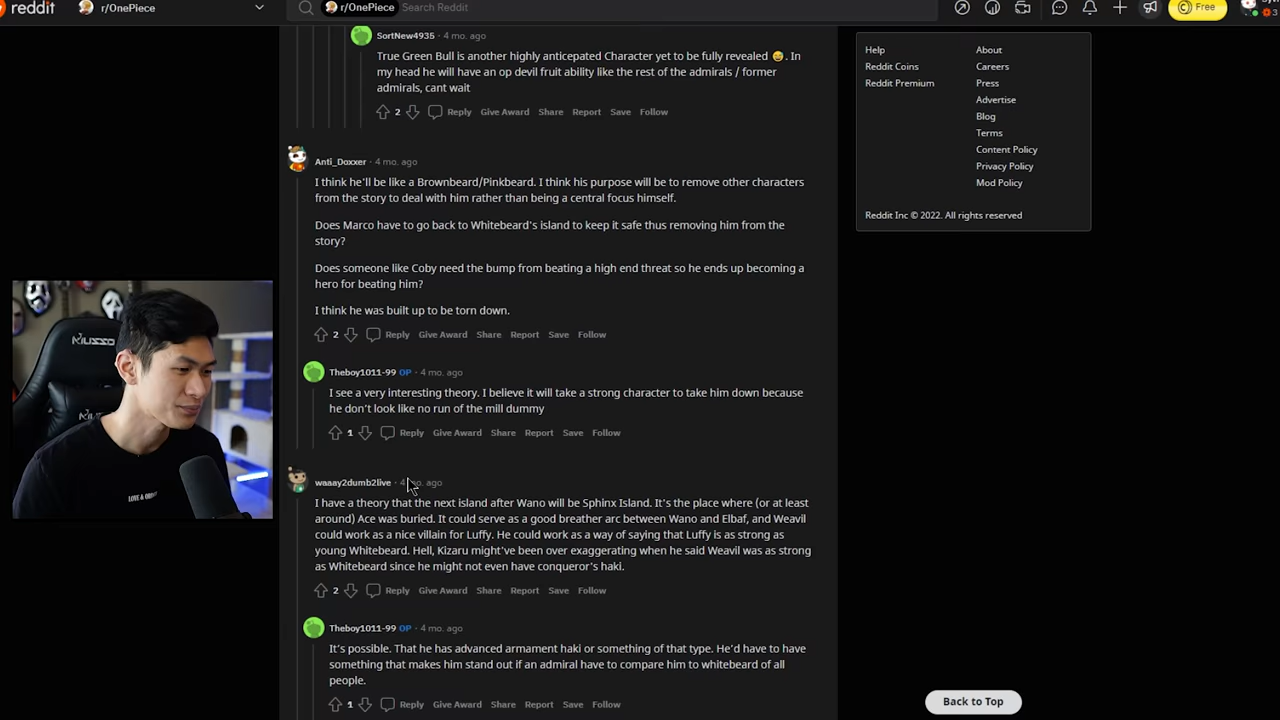 reddit
r/OnePiece
r/OnePiece
Search Reddit
Free
SortNew4935 · 4 mo. ago
True Green Bull is another highly anticepated Character yet to be fully revealed 😅. In
my head he will have an op devil fruit ability like the rest of the admirals / former
admirals, cant wait
2 Reply Give Award Share Report Save Follow
Anti_Doxxer · 4 mo. ago
I think he'll be like a Brownbeard/Pinkbeard. I think his purpose will be to remove other characters
from the story to deal with him rather than being a central focus himself.
Does Marco have to go back to Whitebeard's island to keep it safe thus removing him from the
story?
Does someone like Coby need the bump from beating a high end threat so he ends up becoming a
hero for beating him?
I think he was built up to be torn down.
2 Reply Give Award Share Report Save Follow
Theboy1011-99 OP · 4 mo. ago
I see a very interesting theory. I believe it will take a strong character to take him down because
he don't look like no run of the mill dummy
1 Reply Give Award Share Report Save Follow
waaay2dumb2live · 4 mo. ago
I have a theory that the next island after Wano will be Sphinx Island. It's the place where (or at least
around) Ace was buried. It could serve as a good breather arc between Wano and Elbaf, and Weavil
could work as a nice villain for Luffy. He could work as a way of saying that Luffy is as strong as
young Whitebeard. Hell, Kizaru might've been over exaggerating when he said Weavil was as strong
as Whitebeard since he might not even have conqueror's haki.
2 Reply Give Award Share Report Save Follow
Theboy1011-99 OP · 4 mo. ago
It's possible. That he has advanced armament haki or something of that type. He'd have to have
something that makes him stand out if an admiral have to compare him to whitebeard of all
people.
1 Reply Give Award Share Report Save Follow
Help About
Reddit Coins Careers
Reddit Premium Press
Advertise
Blog
Terms
Content Policy
Privacy Policy
Mod Policy
Reddit Inc © 2022. All rights reserved
Back to Top